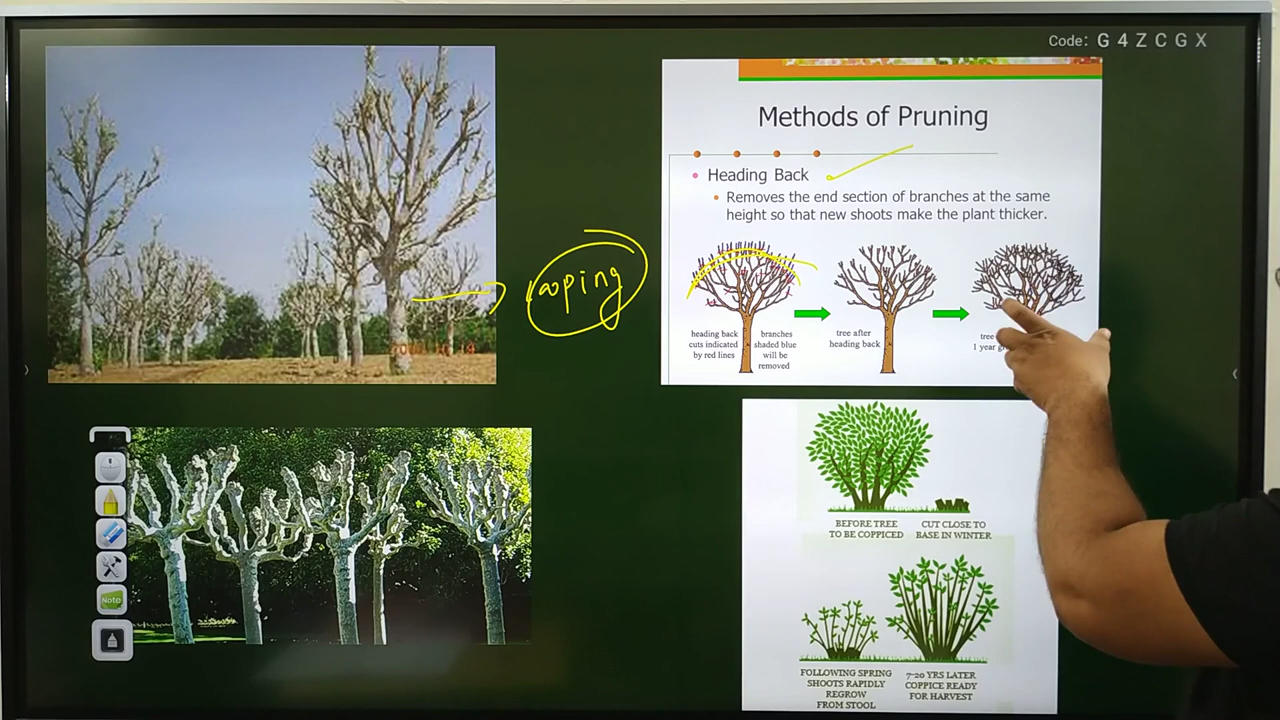 Code: G4ZCGX
Methods of Pruning
Heading Back
Removes the end section of branches at the same
height so that new shoots make the plant thicker.
heading back
cuts indicated
by red lines
branches
shaded blue
will be
removed
tree after
heading back
tree
1 year
Note
BEFORE TREE
TO BE COPPICED
CUT CLOSE TO
BASE IN WINTER
FOLLOWING SPRING
SHOOTS RAPIDLY
REGROW
FROM STOOL
7-20 YRS LATER
COPPICE READY
FOR HARVEST